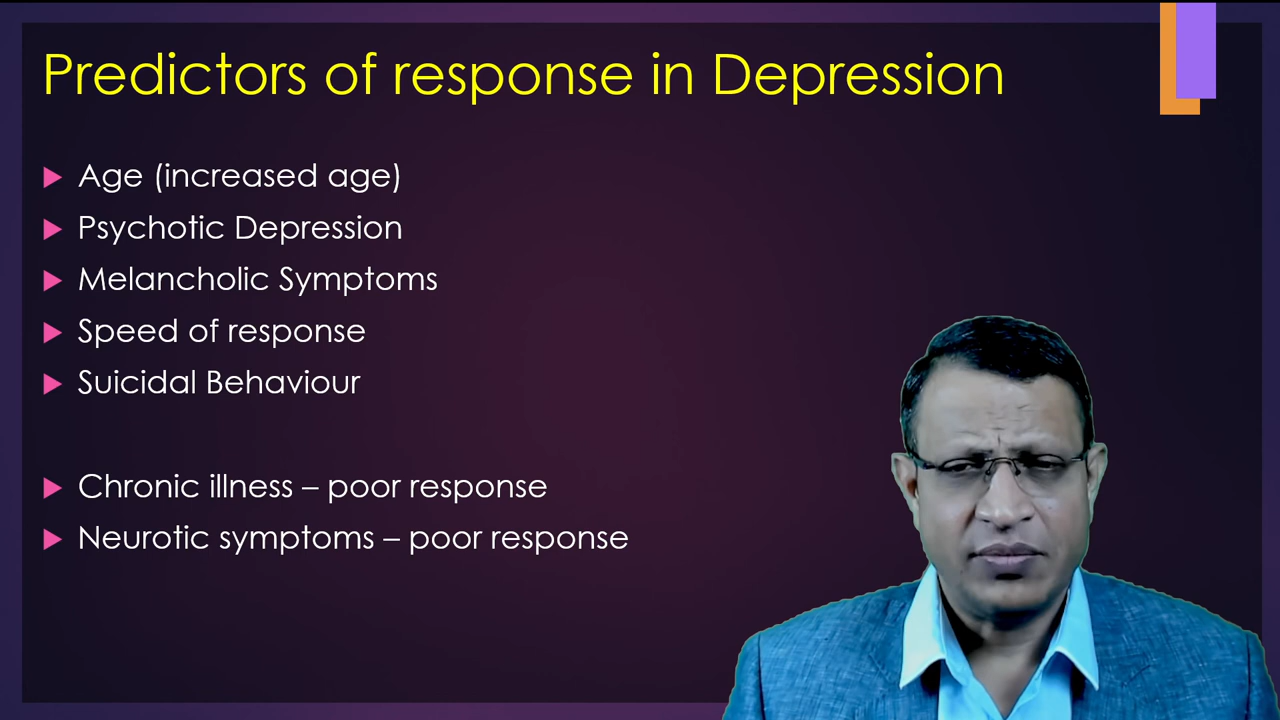 Predictors of response in Depression
Age (increased age)
Psychotic Depression
Melancholic Symptoms
Speed of response
Suicidal Behaviour
Chronic illness – poor response
Neurotic symptoms – poor response